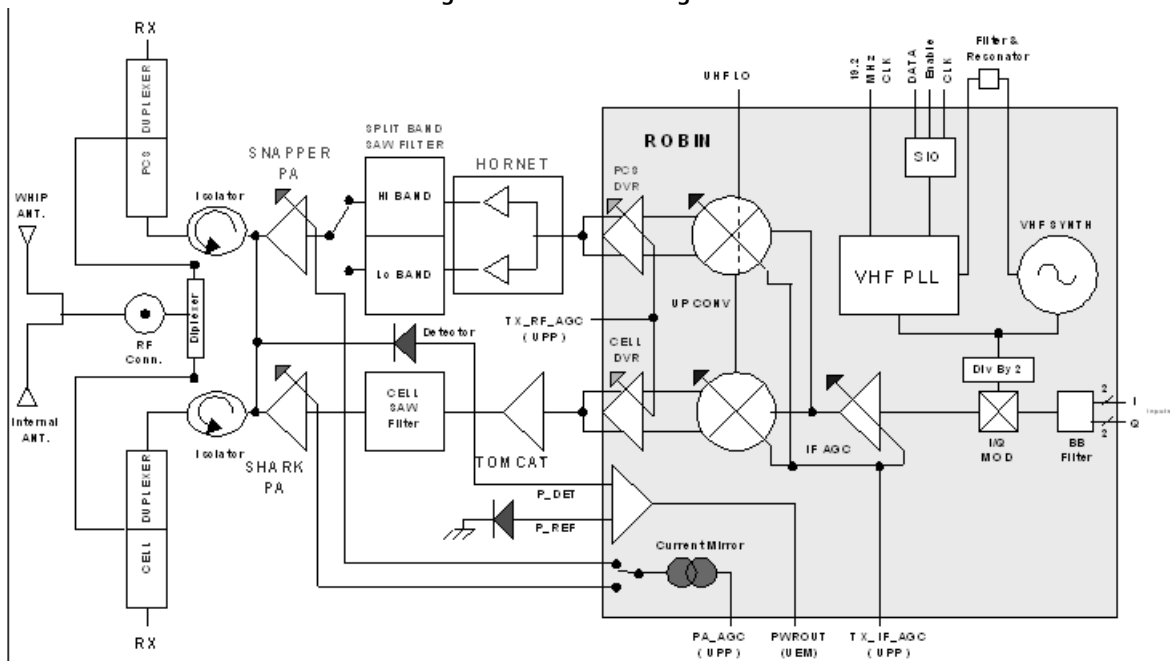 RX
DUPLEXER
PCS
WHIP
ANT.
Isolator
SNAPPER
PA
SPLIT BAND
SAW FILTER
HI BAND
Lo BAND
HORNET
UHF LO
19.2
MHz
CLK
DATA
Enable
CLK
Filter &
Resonator
ROBIN
SIO
PCS
DVR
VHF PLL
VHF SYNTH
UP CONV
TX_RF_AGC
(UPP)
CELL
DVR
Div By 2
RF
Conn.
Diplexer
Detector
CELL
SAW
Filter
TOMCAT
IF AGC
I/Q
MOD
BB
Filter
2
2
I
Q
Inputs
Internal
ANT.
Isolator
SHARK
PA
DUPLEXER
CELL
RX
P_DET
P_REF
Current Mirror
PA_AGC
(UPP)
PWROUT
(UEM)
TX_IF_AGC
(UPP)